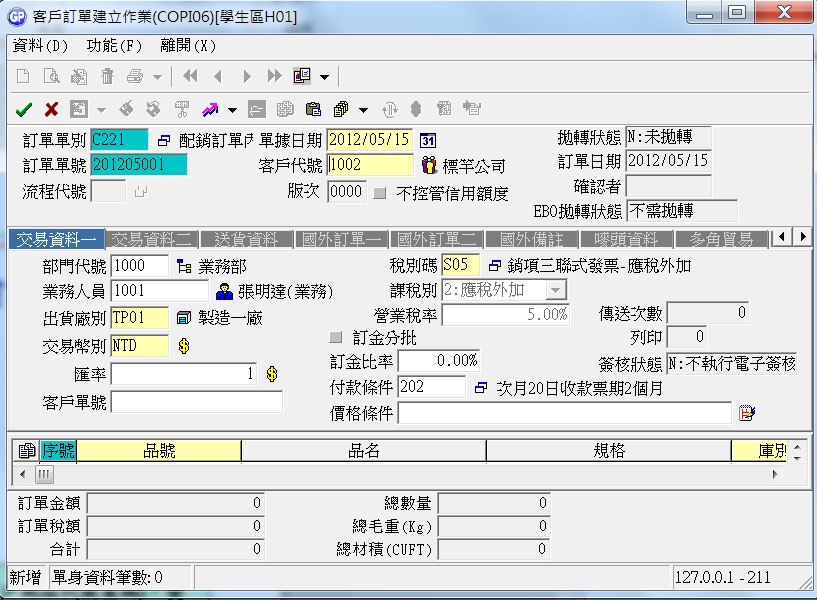 客戶訂單建立作業(COPI06)[學生區H01]
資料(D) 功能(F) 離開(X)
訂單單別 C221 配銷訂單 單據日期 2012/05/15 31 拋轉狀態 N:未拋轉
訂單單號 201205001 客戶代號 1002 標竿公司 訂單日期 2012/05/15
流程代號 版次 0000 不控管信用額度 確認者
EBO拋轉狀態 不需拋轉
交易資料一 交易資料二 送貨資料 國外訂單一 國外訂單二 國外備註 嘜頭資料 多角貿易
部門代號 1000 業務部 稅別碼 S05 銷項三聯式發票-應稅外加
業務人員 1001 張明達(業務) 課稅別 2:應稅外加
出貨廠別 TP01 製造一廠 營業稅率 5.00% 傳送次數 0
交易幣別 NTD 訂金分批 列印 0
匯率 1 訂金比率 0.00% 簽核狀態 N:不執行電子簽核
客戶單號 付款條件 202 次月20日收款票期2個月
價格條件
序號 品號 品名 規格 庫別
訂單金額 0 總數量 0
訂單稅額 0 總毛重(Kg) 0
合計 0 總材積(CUFT) 0
新增 單身資料筆數:0 127.0.0.1 - 211